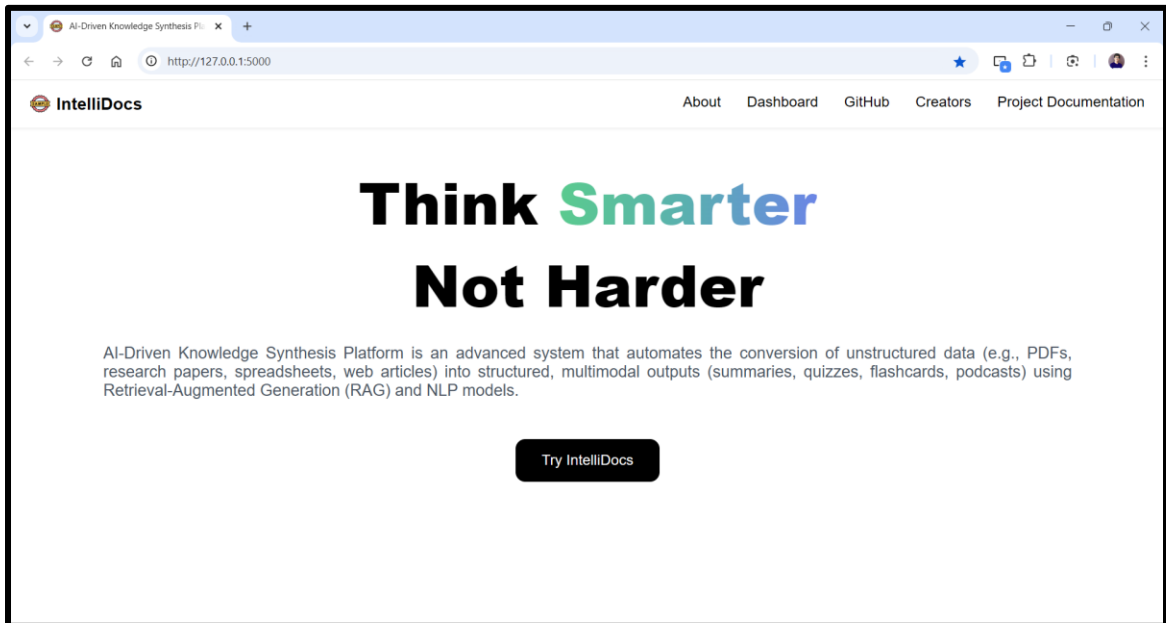 AI-Driven Knowledge Synthesis Pl
http://127.0.0.1:5000
IntelliDocs
About Dashboard GitHub Creators Project Documentation
Think Smarter
Not Harder
AI-Driven Knowledge Synthesis Platform is an advanced system that automates the conversion of unstructured data (e.g., PDFs,
research papers, spreadsheets, web articles) into structured, multimodal outputs (summaries, quizzes, flashcards, podcasts) using
Retrieval-Augmented Generation (RAG) and NLP models.
Try IntelliDocs